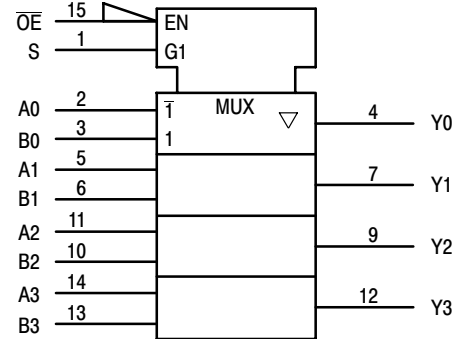 O̅E̅ 15 EN
S 1 G1
MUX
A0 2 1̅ 4 Y0
B0 3 1
A1 5 7 Y1
B1 6
A2 11 9 Y2
B2 10
A3 14 12 Y3
B3 13